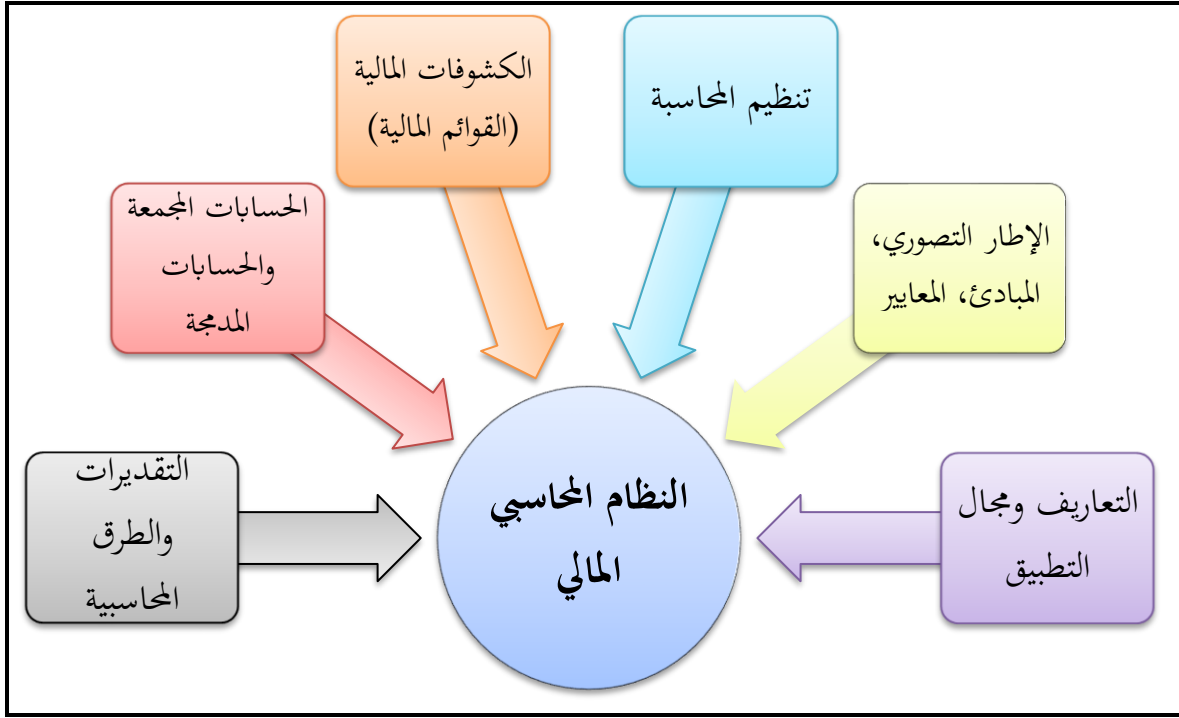 تنظيم المحاسبة
الكشوفات المالية
(القوائم المالية)
الإطار التصوري،
المبادئ، المعايير
الحسابات المجمعة
والحسابات
المدمجة
التعاريف ومجال
التطبيق
النظام المحاسبي
المالي
التقديرات
والطرق
المحاسبية